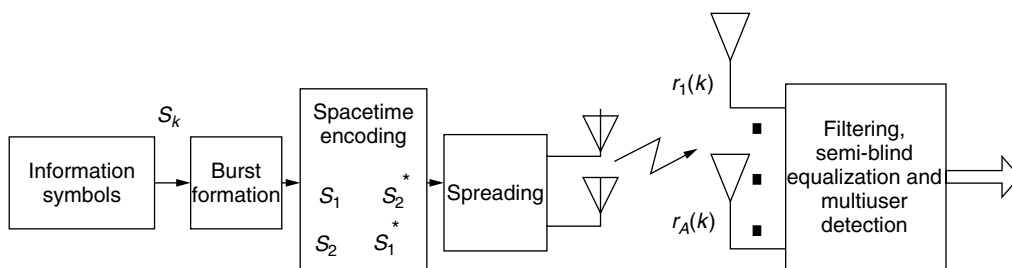 Information
symbols
S_k
Burst
formation
Spacetime
encoding
S_1 S_2^*
S_2 S_1^*
Spreading
r_1(k)
r_A(k)
Filtering,
semi-blind
equalization and
multiuser
detection